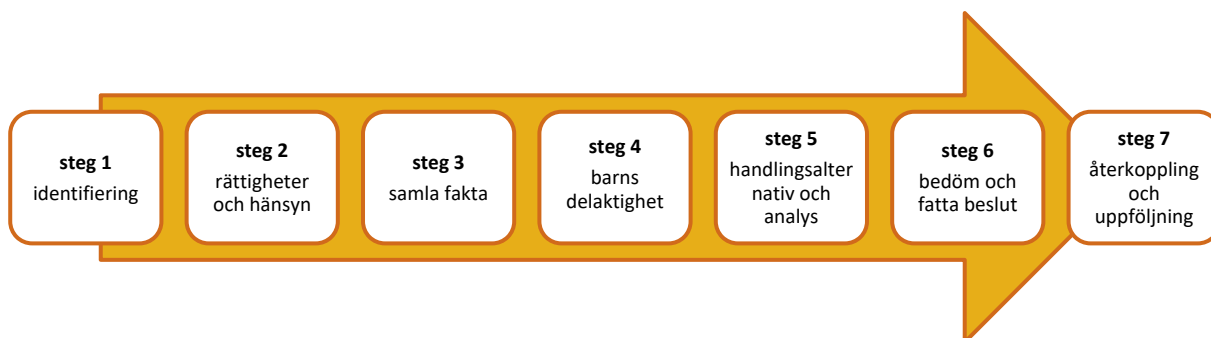 steg 1
identifiering
steg 2
rättigheter
och hänsyn
steg 3
samla fakta
steg 4
barns
delaktighet
steg 5
handlingsalter
nativ och
analys
steg 6
bedöm och
fatta beslut
steg 7
återkoppling
och
uppföljning